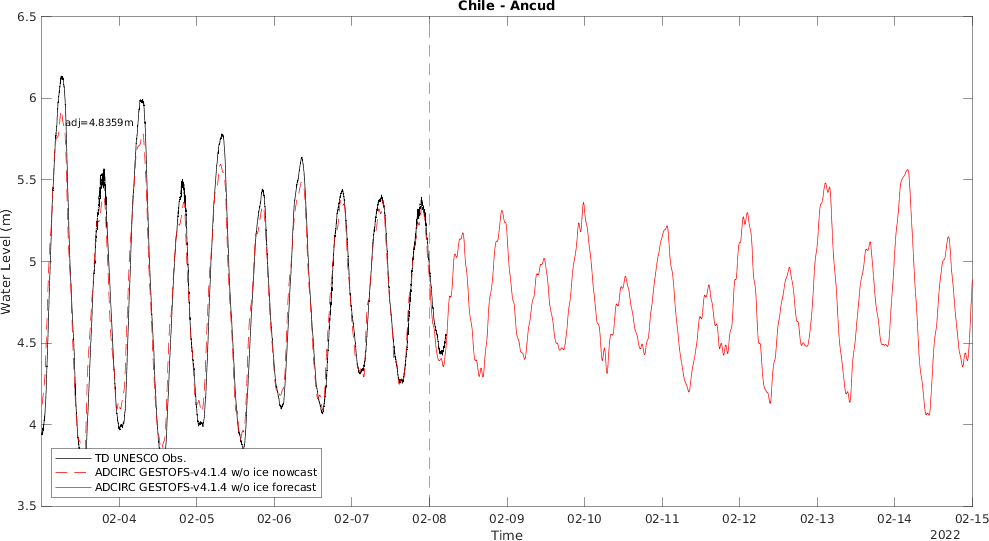 Chile - Ancud
6.5
6
5.5
5
4.5
4
3.5
Water Level (m)
adj=4.8359m
TD UNESCO Obs.
ADCIRC GESTOFS-v4.1.4 w/o ice nowcast
ADCIRC GESTOFS-v4.1.4 w/o ice forecast
02-04 02-05 02-06 02-07 02-08 02-09 02-10 02-11 02-12 02-13 02-14 02-15
Time
2022